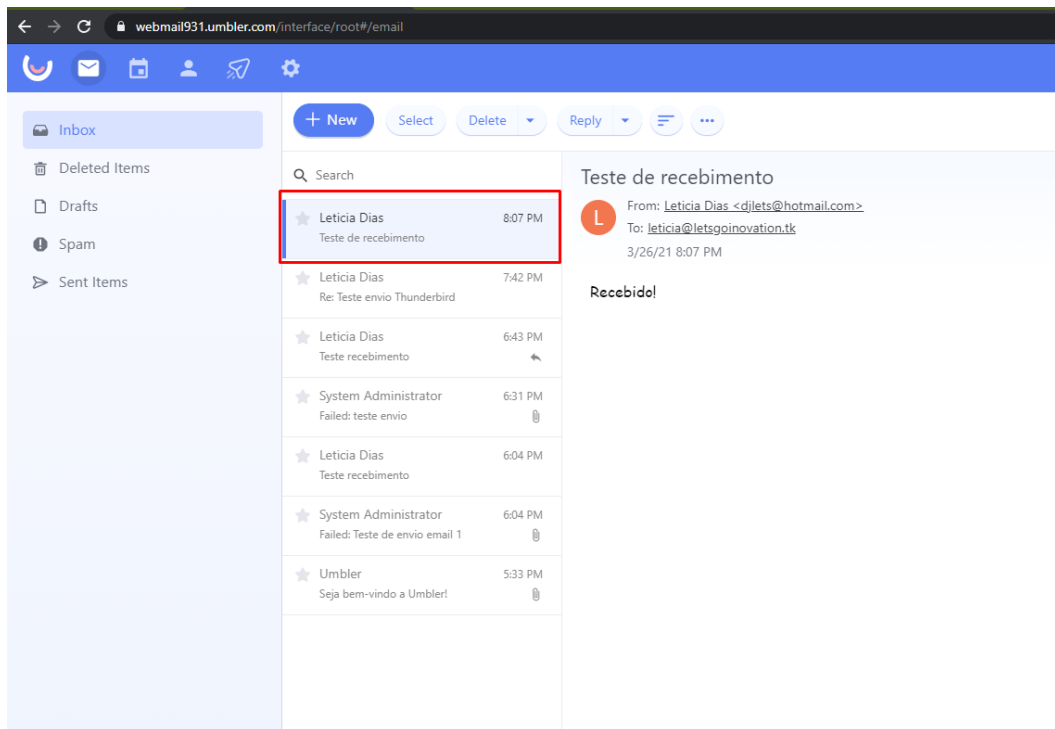 webmail931.umbler.com/interface/root#/email
Inbox
Deleted Items
Drafts
Spam
Sent Items
+ New Select Delete Reply ...
Search
Leticia Dias 8:07 PM
Teste de recebimento
Leticia Dias 7:42 PM
Re: Teste envio Thunderbird
Leticia Dias 6:43 PM
Teste recebimento
System Administrator 6:31 PM
Failed: teste envio
Leticia Dias 6:04 PM
Teste recebimento
System Administrator 6:04 PM
Failed: Teste de envio email 1
Umbler 5:33 PM
Seja bem-vindo a Umbler!
Teste de recebimento
L
From: Leticia Dias <djlets@hotmail.com>
To: leticia@letsgoinovation.tk
3/26/21 8:07 PM
Recebido!